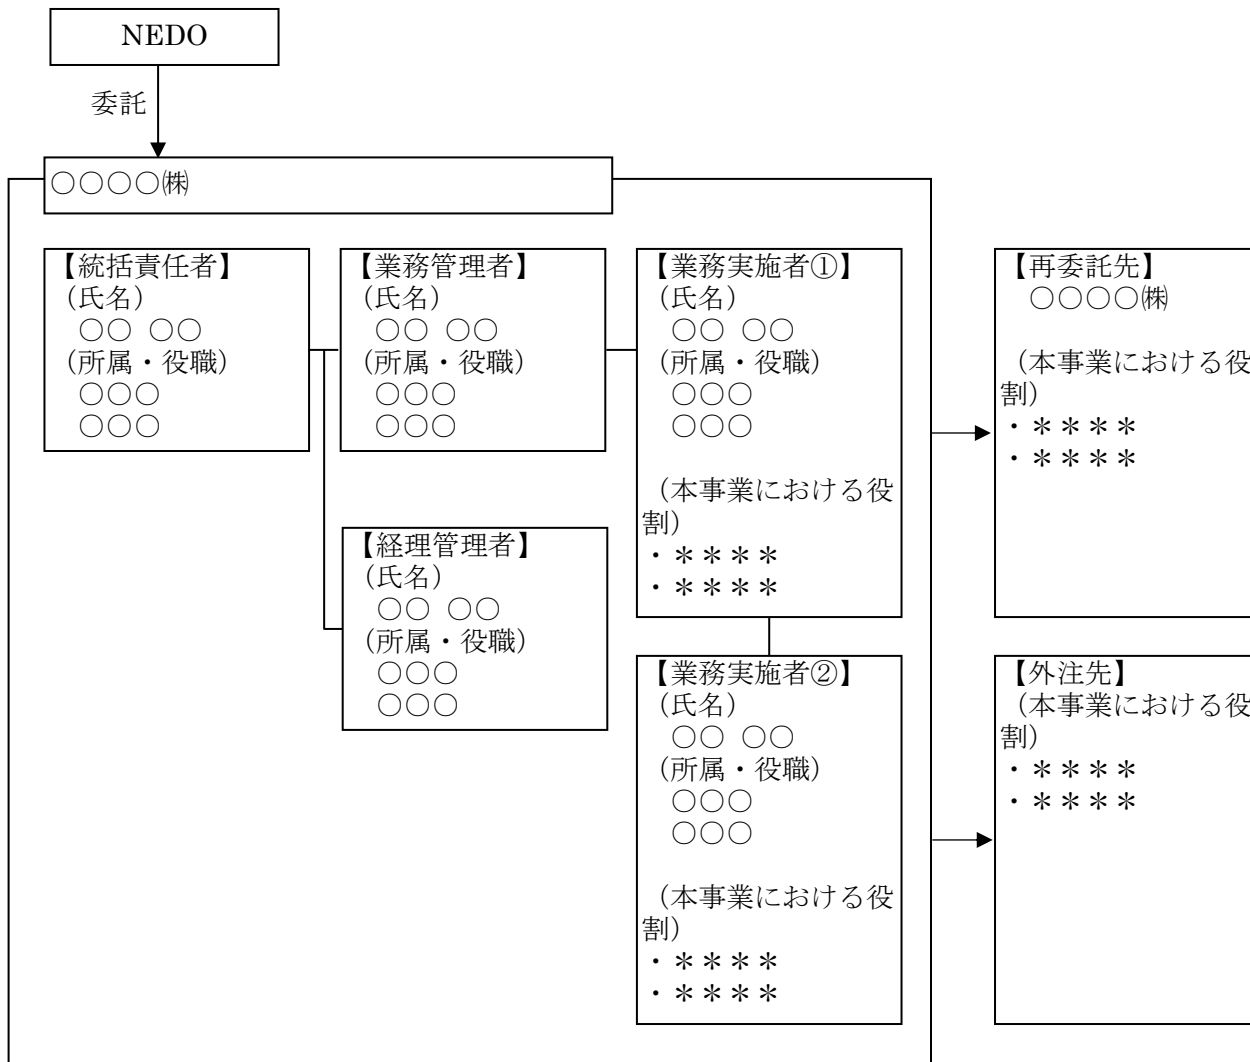 NEDO
委託
○○○○㈱
【統括責任者】
（氏名）
○○ ○○
（所属・役職）
○○○
○○○
【業務管理者】
（氏名）
○○ ○○
（所属・役職）
○○○
○○○
【経理管理者】
（氏名）
○○ ○○
（所属・役職）
○○○
○○○
【業務実施者①】
（氏名）
○○ ○○
（所属・役職）
○○○
○○○
（本事業における役
割）
・＊＊＊＊
・＊＊＊＊
【業務実施者②】
（氏名）
○○ ○○
（所属・役職）
○○○
○○○
（本事業における役
割）
・＊＊＊＊
・＊＊＊＊
【再委託先】
○○○○㈱
（本事業における役
割）
・＊＊＊＊
・＊＊＊＊
【外注先】
（本事業における役
割）
・＊＊＊＊
・＊＊＊＊